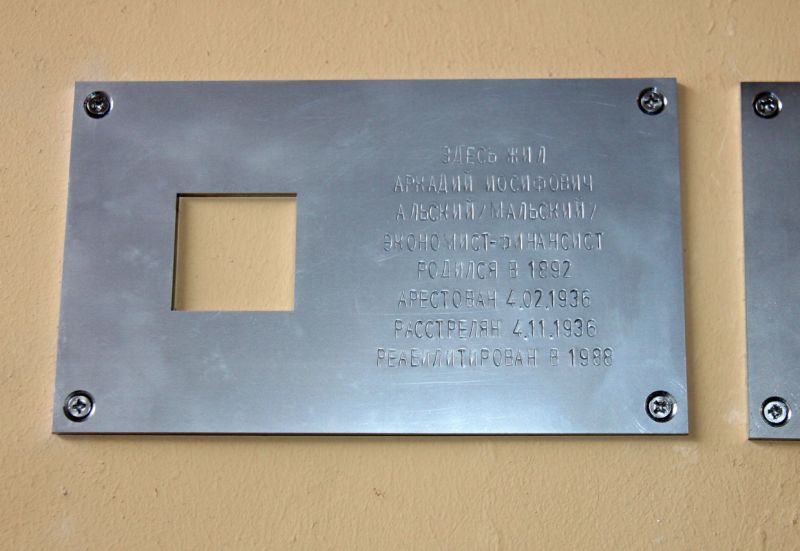 ЗДЕСЬ ЖИЛ
АРКАДИЙ ИОСИФОВИЧ
АЛЬСКИЙ/МАЛЬСКИЙ/
ЭКОНОМИСТ-ФИНАНСИСТ
РОДИЛСЯ В 1892
АРЕСТОВАН 4.02.1936
РАССТРЕЛЯН 4.11.1936
РЕАБИЛИТИРОВАН В 1988